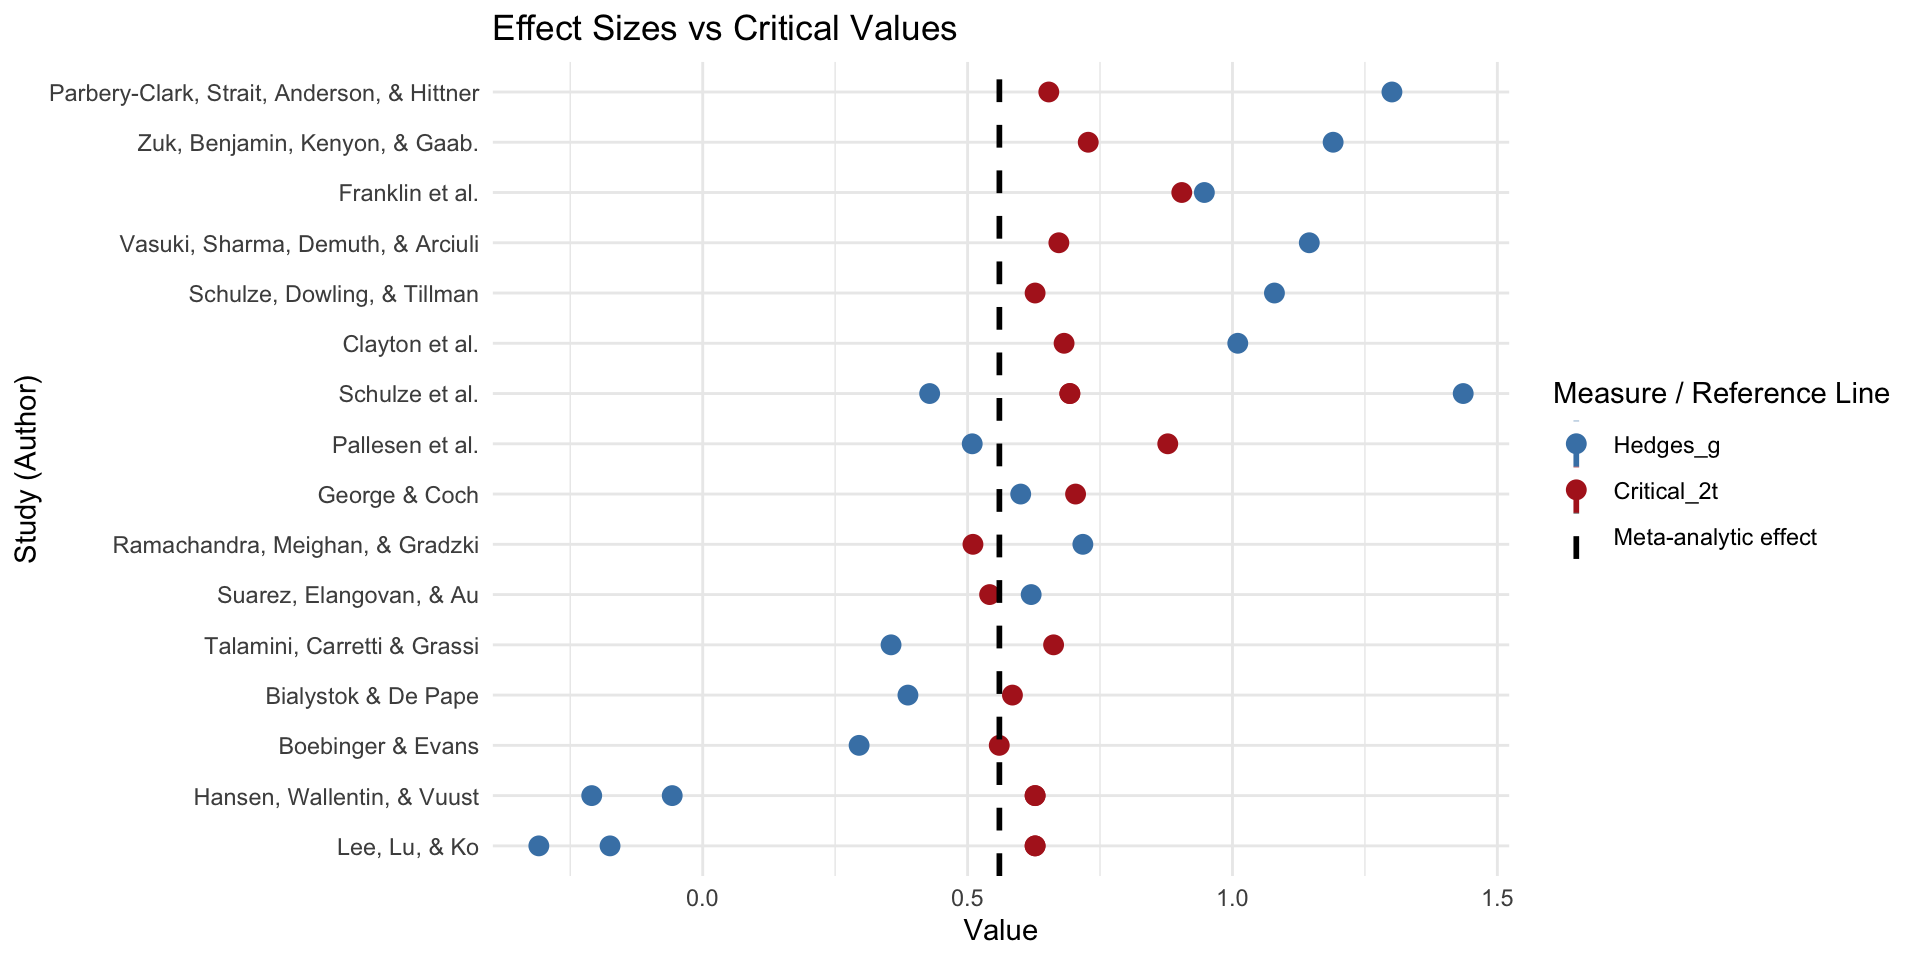 Effect Sizes vs Critical Values
Parbery-Clark, Strait, Anderson, & Hittner
Zuk, Benjamin, Kenyon, & Gaab.
Franklin et al.
Vasuki, Sharma, Demuth, & Arciuli
Schulze, Dowling, & Tillman
Clayton et al.
Schulze et al.
Pallesen et al.
George & Coch
Ramachandra, Meighan, & Gradzki
Suarez, Elangovan, & Au
Talamini, Carretti & Grassi
Bialystok & De Pape
Boebinger & Evans
Hansen, Wallentin, & Vuust
Lee, Lu, & Ko
Study (Author)
0.0 0.5 1.0 1.5
Value
Measure / Reference Line
Hedges_g
Critical_2t
Meta-analytic effect